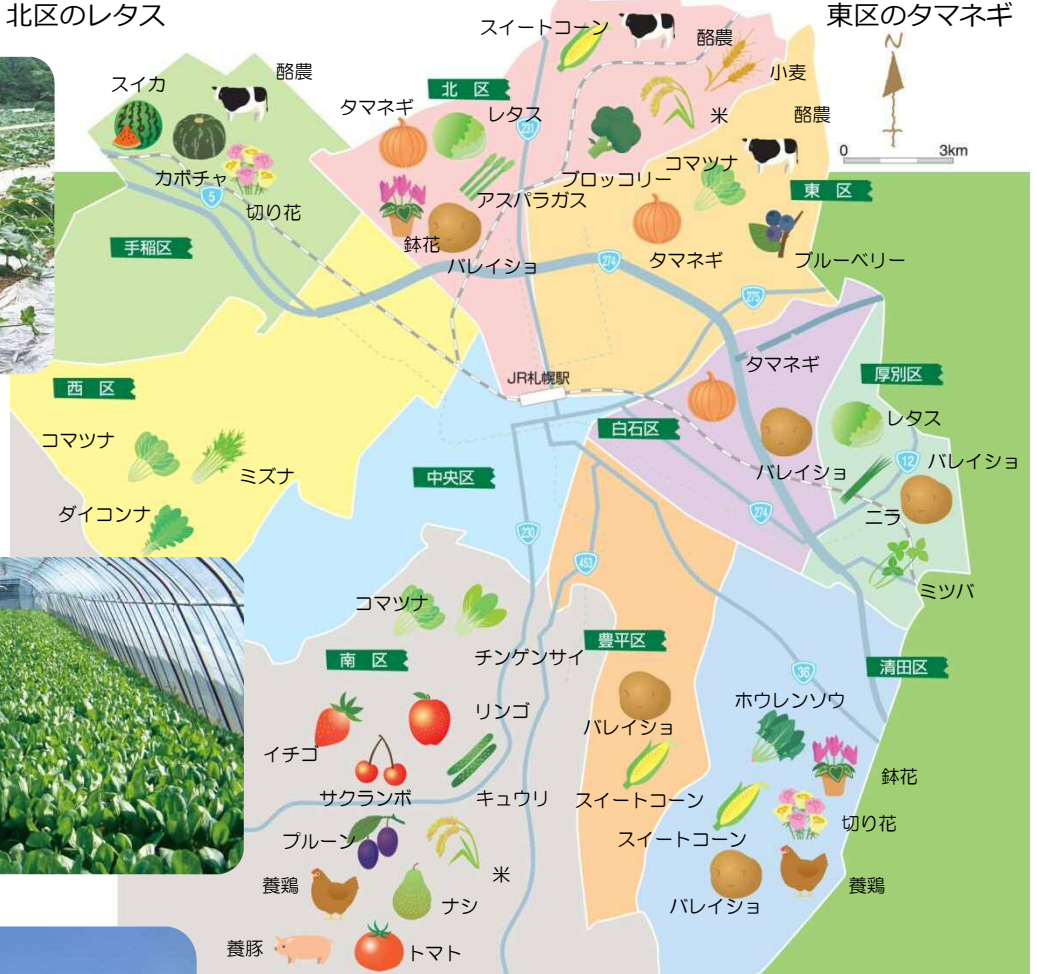 北区のレタス
東区のタマネギ
スイートコーン
酪農
小麦
酪農
スイカ
タマネギ
北 区
レタス
231
米
酪農
N
0 3km
カボチャ
5
切り花
アスパラガス
ブロッコリー
コマツナ
東 区
手稲区
鉢花
バレイショ
274
タマネギ
ブルーベリー
275
JR札幌駅
タマネギ
厚別区
西 区
レタス
コマツナ
ミズナ
中央区
白石区
バレイショ
12
バレイショ
ダイコンナ
230
274
ニラ
453
ミツバ
コマツナ
南 区
チンゲンサイ
豊平区
36
清田区
イチゴ
リンゴ
バレイショ
ホウレンソウ
サクランボ
キュウリ
スイートコーン
鉢花
プルーン
米
スイートコーン
切り花
養鶏
ナシ
バレイショ
養鶏
養豚
トマト